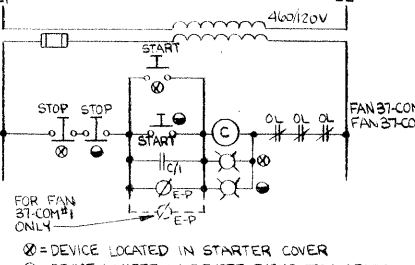 460/120V
START
STOP STOP
OL OL OL
FAN 37-CO
FAN 37-CO
START
C
C/1
E-P
FOR FAN
37-COM#1
ONLY
E-P
= DEVICE LOCATED IN STARTER COVER